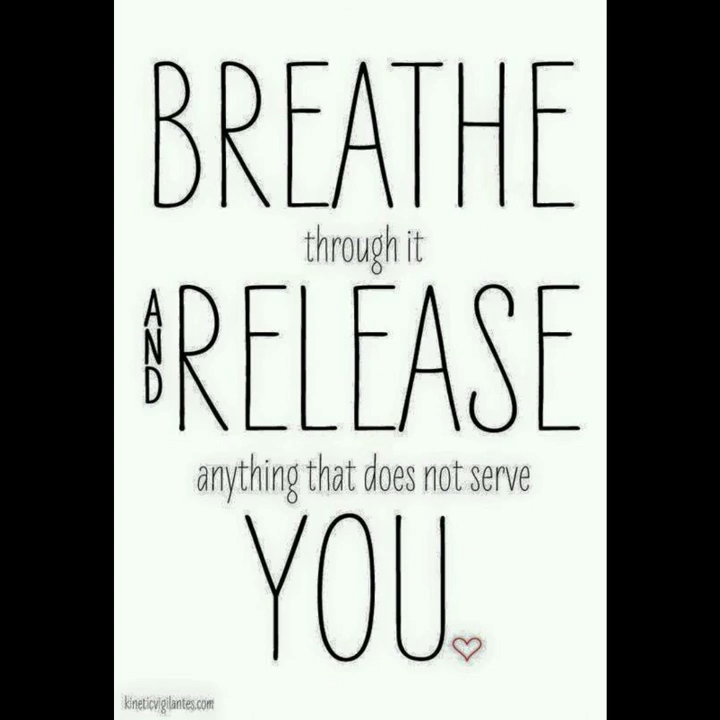 BREATHE
through it
AND RELEASE
anything that does not serve
YOU
kineticvigilantes.com